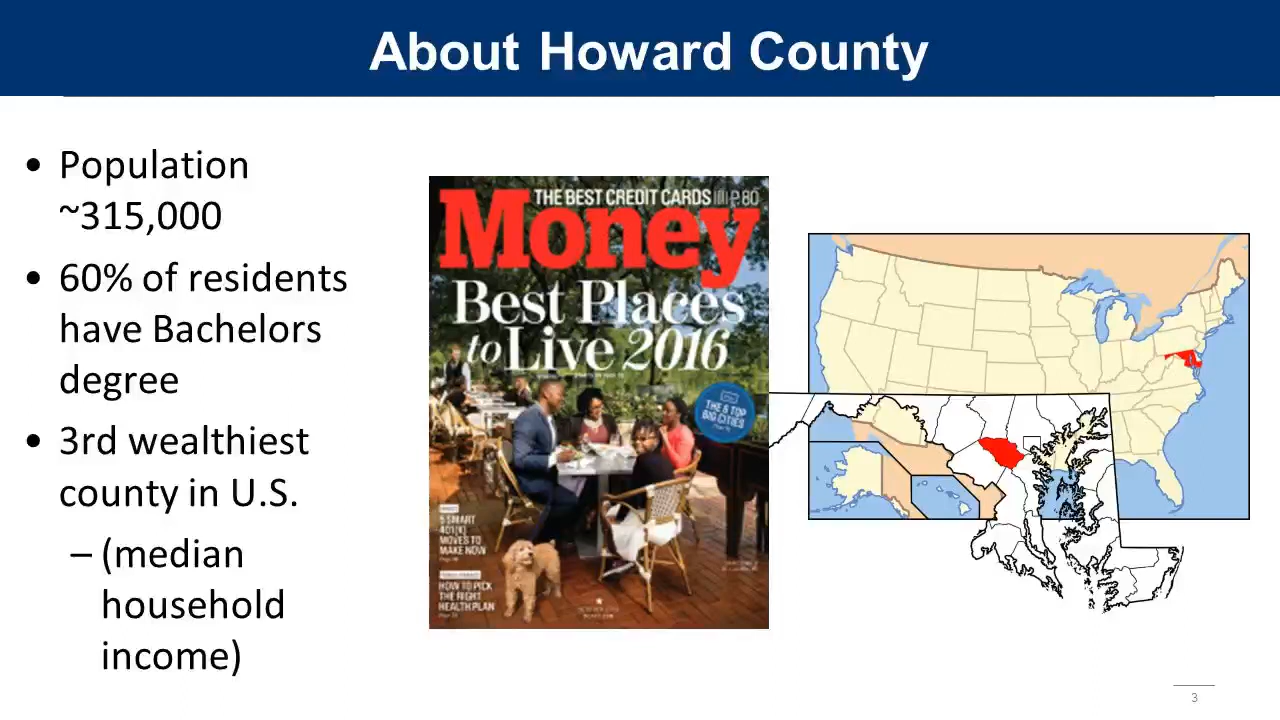 About Howard County
• Population
~315,000
• 60% of residents
have Bachelors
degree
• 3rd wealthiest
county in U.S.
– (median
household
income)
THE BEST CREDIT CARDS P.80
Money
Best Places
to Live 2016
THE 6 TOP
BIG CITIES
5 SMART
401(K)
MOVES TO
MAKE NOW
HOW TO PICK
THE RIGHT
HEALTH PLAN
3